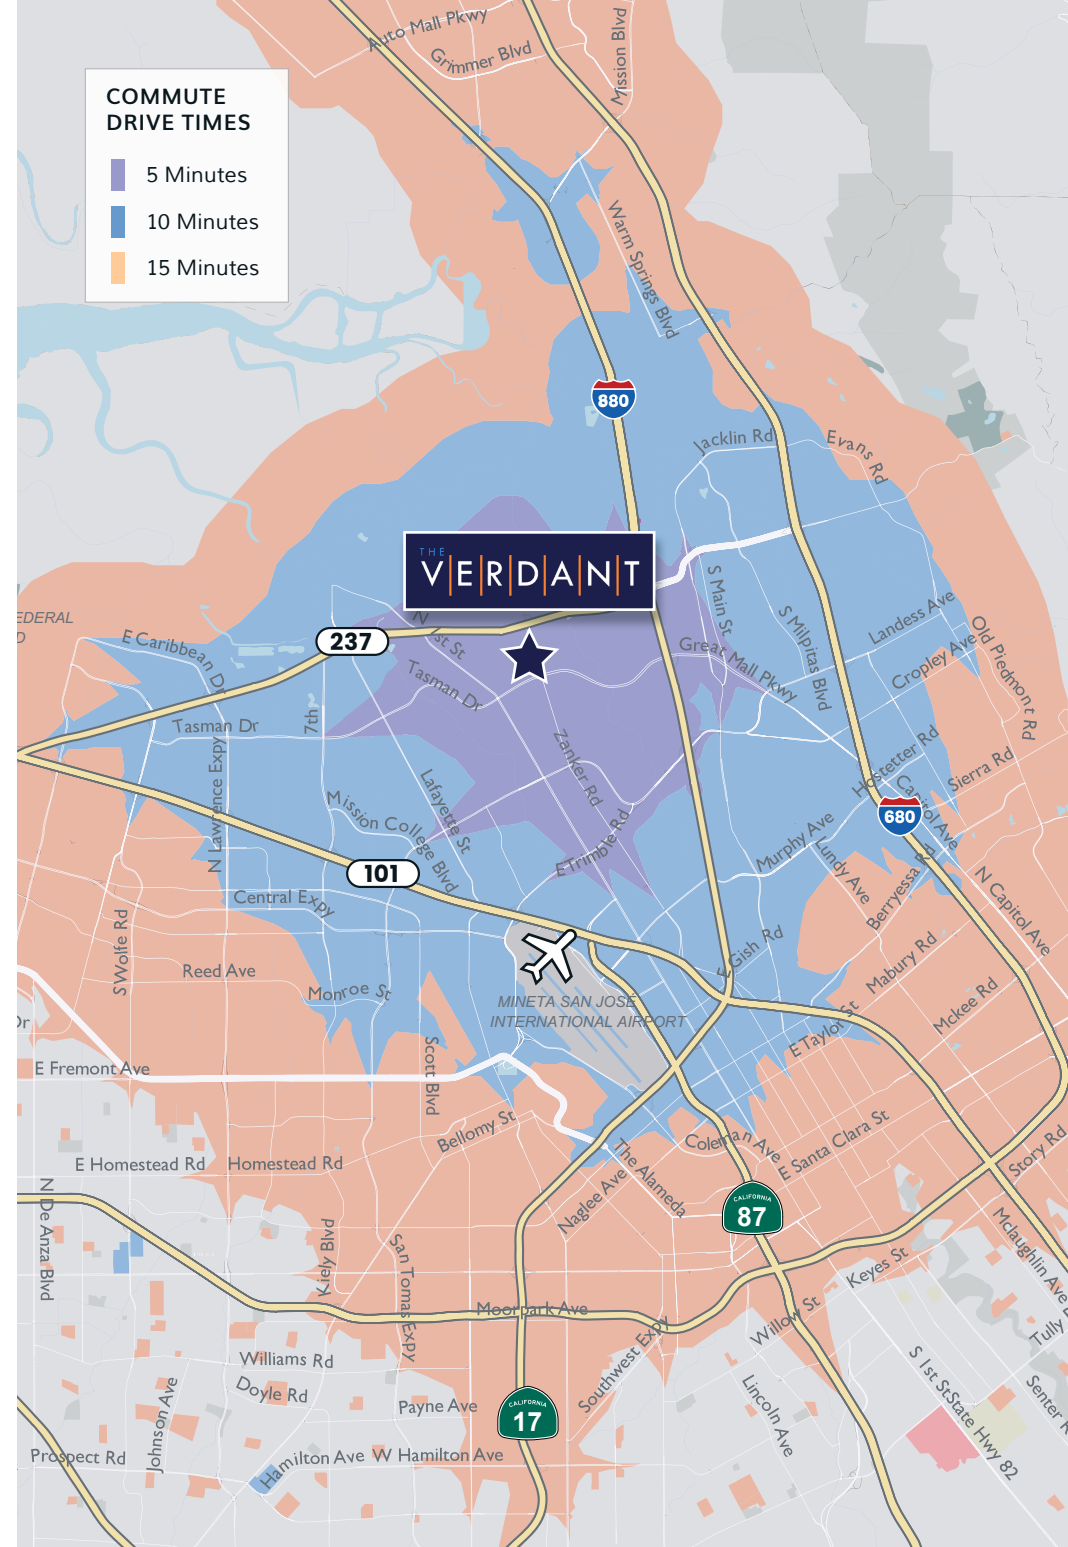 Auto Mall Pkwy
Grimmer Blvd
Mission Blvd
COMMUTE
DRIVE TIMES
5 Minutes
10 Minutes
15 Minutes
Warm Springs Blvd
880
Jacklin Rd
Evans Rd
THE
VERDANT
EDERAL
D
E Caribbean Dr
237
N 1st St
S Main St
S Milpitas Blvd
Landess Ave
Cropley Ave
Old Piedmont Rd
Great Mall Pkwy
Tasman Dr
Tasman Dr
7th
N Lawrence Expy
Zanker Rd
Lafayette St
Mission College Blvd
Hostetter Rd
Sierra Rd
Capitol Ave
680
E Trimble Rd
Murphy Ave
Lundy Ave
Berryessa Rd
N Capitol Ave
101
Central Expy
S Wolfe Rd
Reed Ave
Monroe St
E Gish Rd
Mabury Rd
Mckee Rd
MINETA SAN JOSÉ
INTERNATIONAL AIRPORT
Dr
E Taylor St
E Fremont Ave
Scott Blvd
Bellomy St
Coleman Ave
E Santa Clara St
Story Rd
E Homestead Rd
Homestead Rd
The Alameda
Naglee Ave
N De Anza Blvd
CALIFORNIA
87
Kiely Blvd
San Tomas Expy
Mclaughlin Ave
Keyes St
Moorpark Ave
Willow St
Southwest Expy
Tully
E
Williams Rd
Doyle Rd
Johnson Ave
Payne Ave
CALIFORNIA
17
Lincoln Ave
S 1st St
State Hwy 82
Senter R
Prospect Rd
Hamilton Ave
W Hamilton Ave